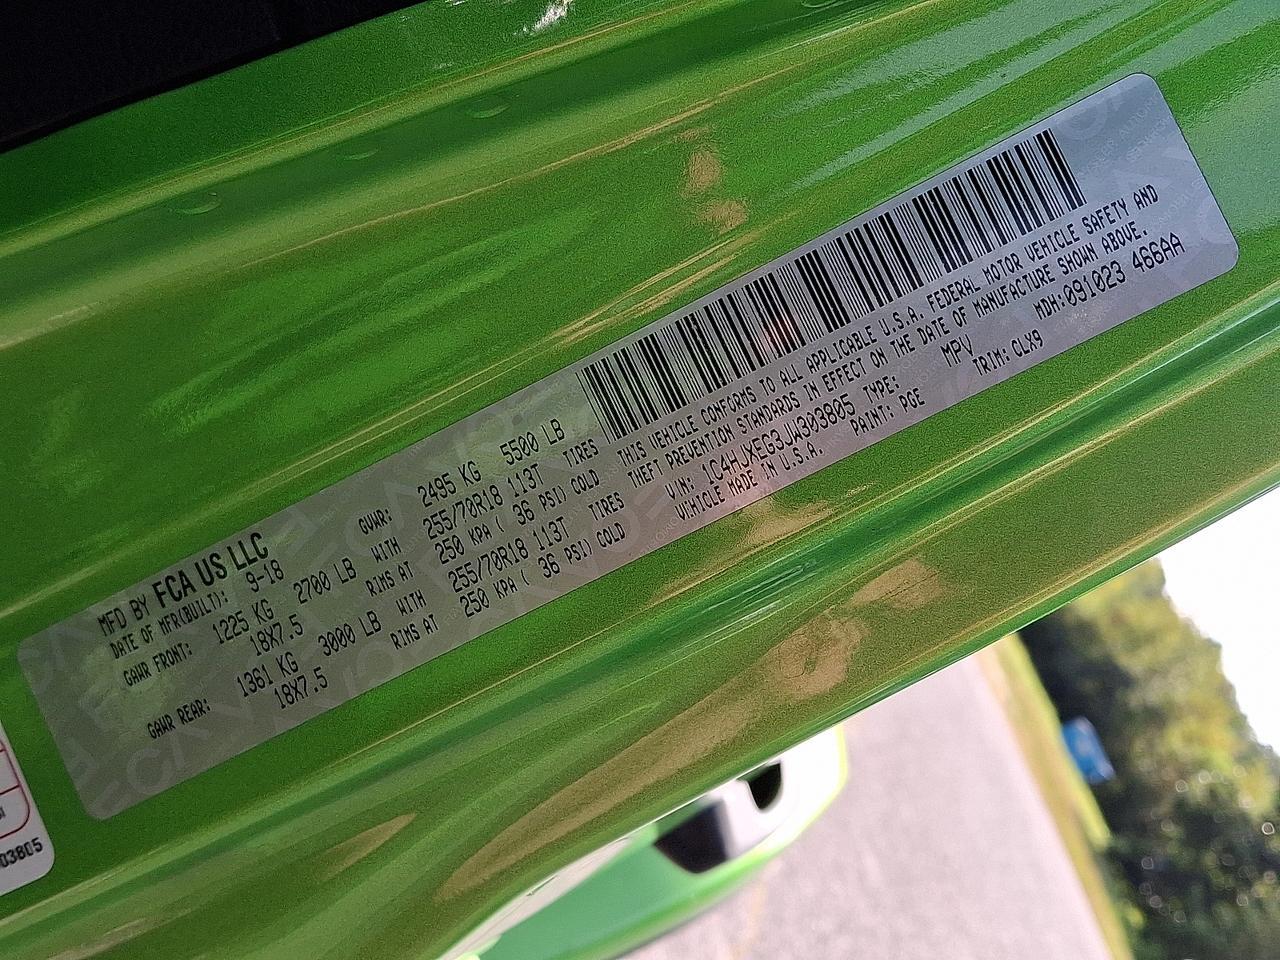 MFD BY FCA US LLC
DATE OF MFR(BUILT): 9-18 GVWR: 2495 KG 5500 LB
GAWR FRONT: 1225 KG 2700 LB WITH 255/70R18 113T TIRES
18X7.5 RIMS AT 250 KPA ( 36 PSI) COLD
GAWR REAR: 1361 KG 3000 LB WITH 255/70R18 113T TIRES
18X7.5 RIMS AT 250 KPA ( 36 PSI) COLD
THIS VEHICLE CONFORMS TO ALL APPLICABLE U.S.A. FEDERAL MOTOR VEHICLE SAFETY AND
THEFT PREVENTION STANDARDS IN EFFECT ON THE DATE OF MANUFACTURE SHOWN ABOVE.
VIN: 1C4HJXEG3JW303805 TYPE: MPV MDH:091023 466AA
VEHICLE MADE IN U.S.A. PAINT: PGE TRIM: CLX9
03805